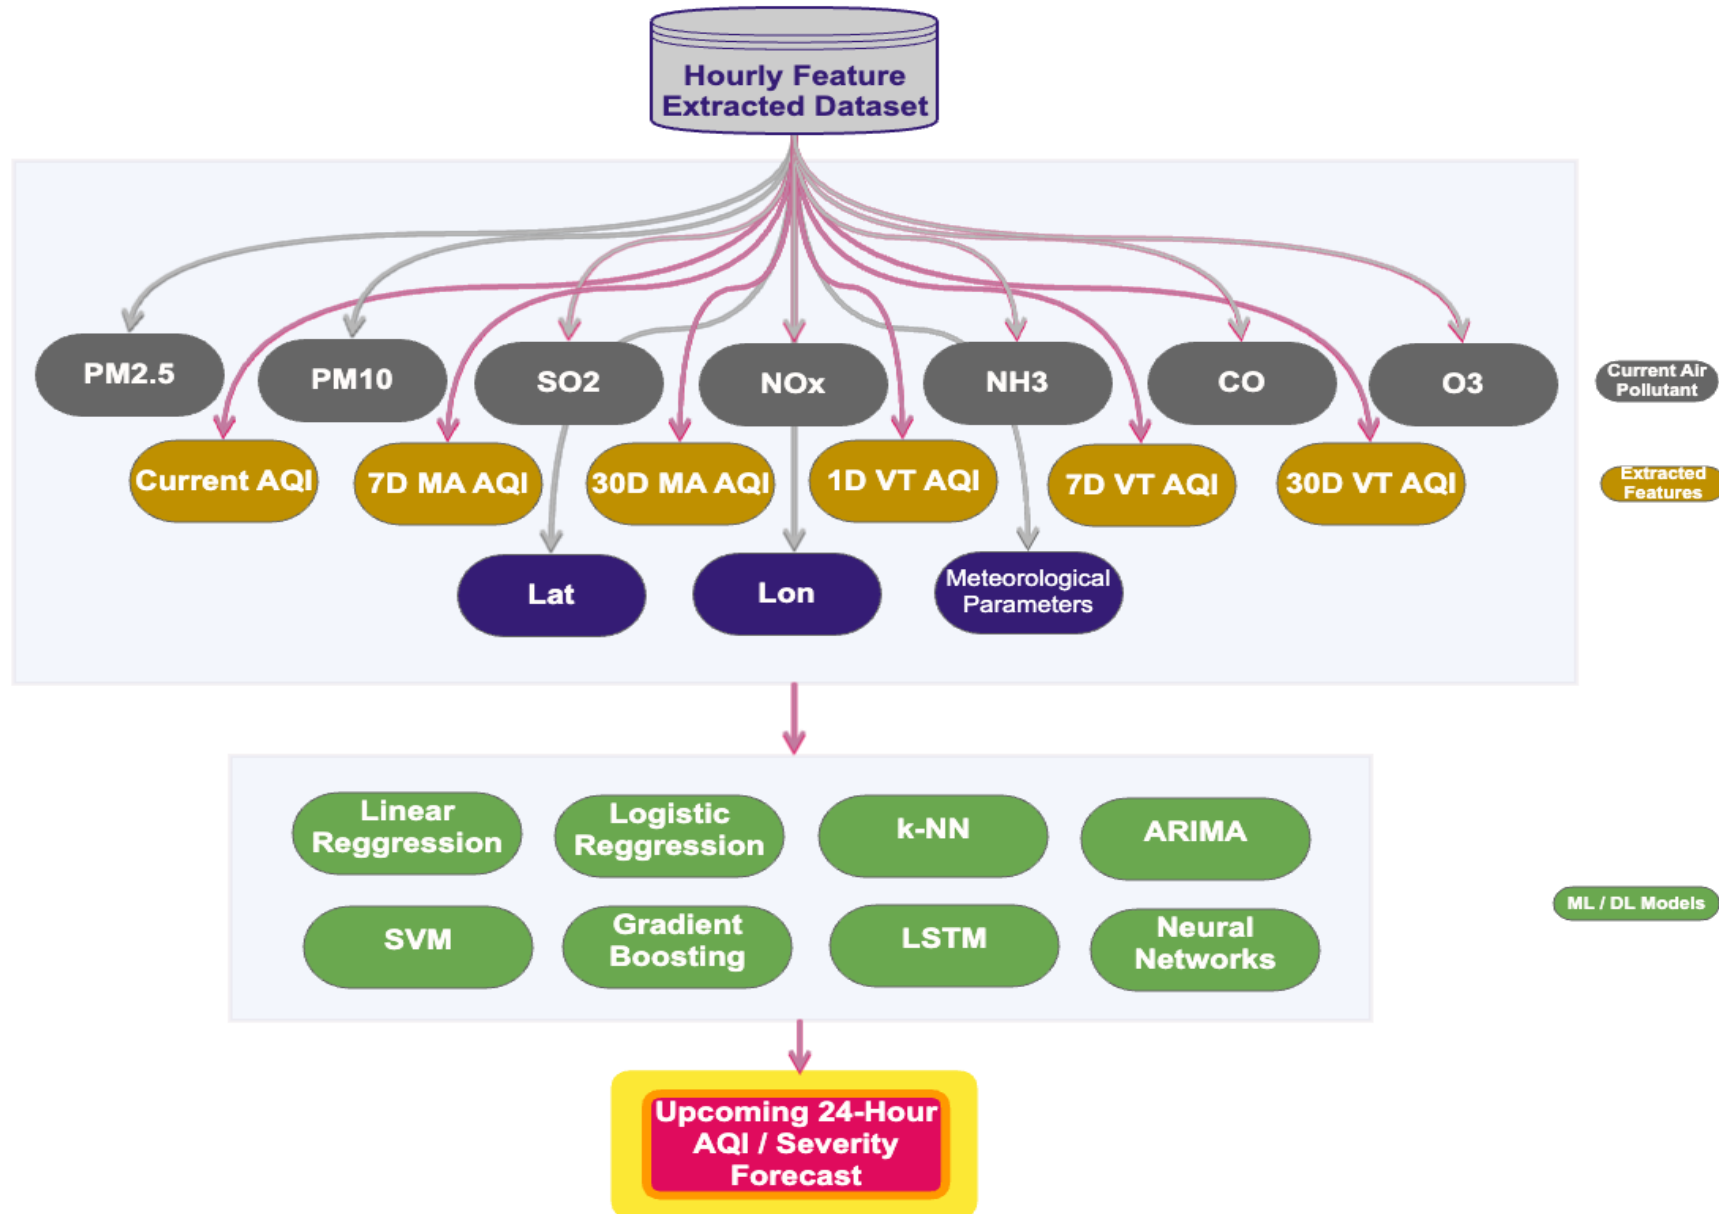 Hourly Feature
Extracted Dataset
PM2.5
PM10
SO2
NOx
NH3
CO
O3
Current Air
Pollutant
Current AQI
7D MA AQI
30D MA AQI
1D VT AQI
7D VT AQI
30D VT AQI
Extracted
Features
Lat
Lon
Meteorological
Parameters
Linear
Reggression
Logistic
Reggression
k-NN
ARIMA
SVM
Gradient
Boosting
LSTM
Neural
Networks
ML / DL Models
Upcoming 24-Hour
AQI / Severity
Forecast